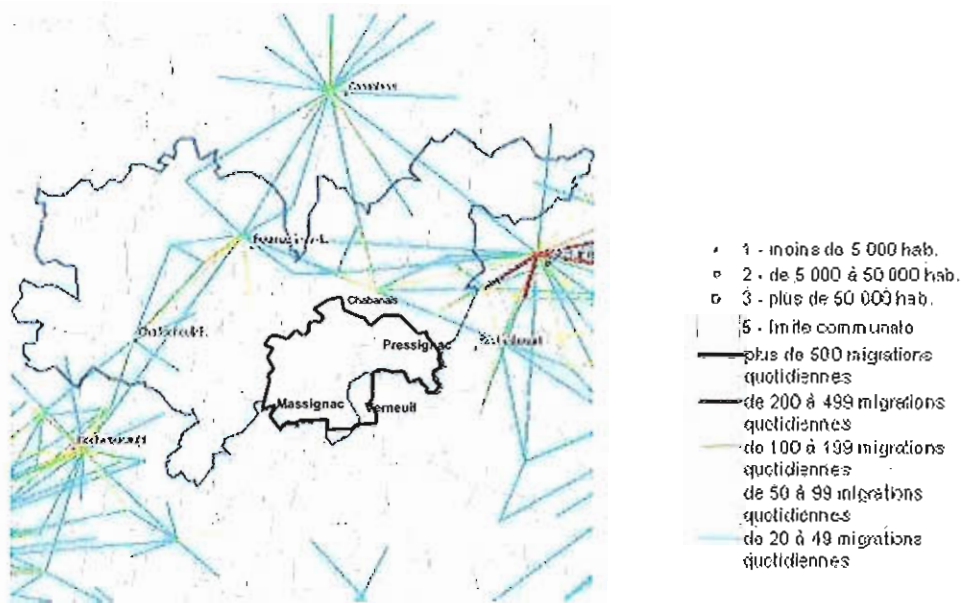 Chabanais
Pressignac
Massignac
1 - moins de 5 000 hab.
2 - de 5 000 à 50 000 hab.
3 - plus de 50 000 hab.
5 - limite communale
plus de 500 migrations
quotidiennes
de 200 à 499 migrations
quotidiennes
de 100 à 199 migrations
quotidiennes
de 50 à 99 migrations
quotidiennes
de 20 à 49 migrations
quotidiennes